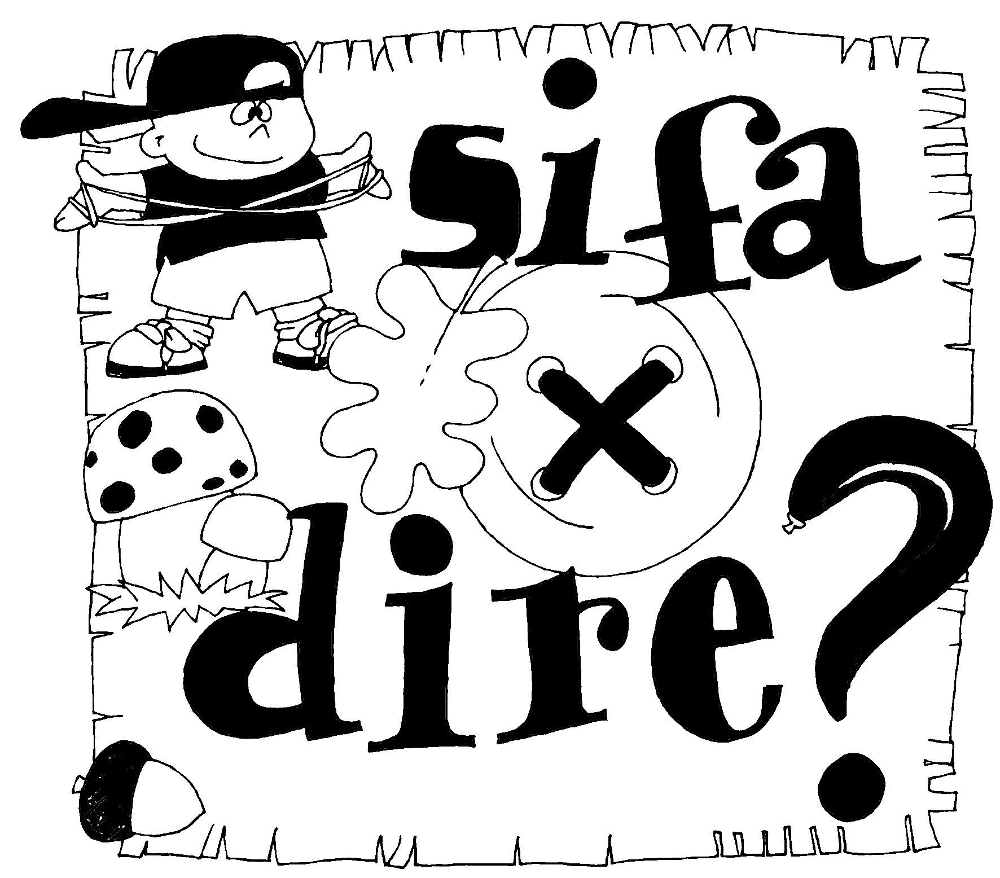 si fa
x
dire?